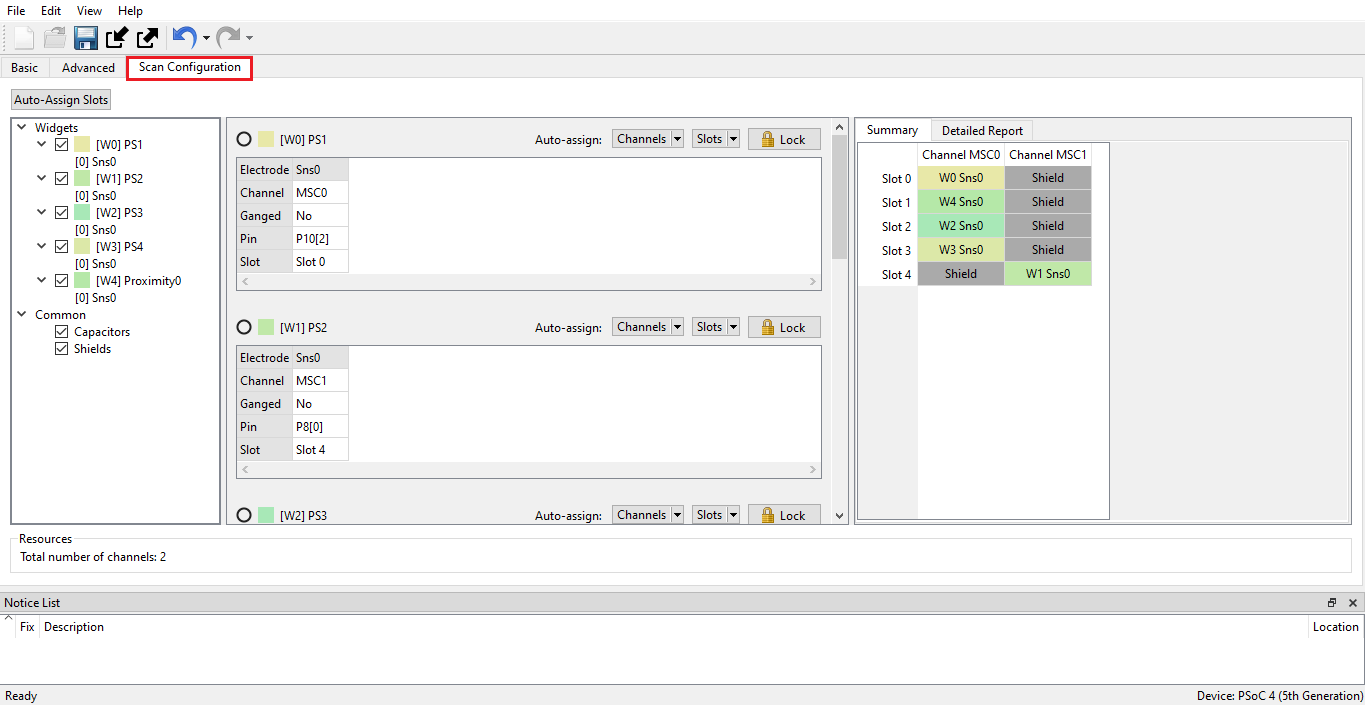 File Edit View Help
Basic Advanced Scan Configuration
Auto-Assign Slots
Widgets
[W0] PS1
[0] Sns0
[W1] PS2
[0] Sns0
[W2] PS3
[0] Sns0
[W3] PS4
[0] Sns0
[W4] Proximity0
[0] Sns0
Common
Capacitors
Shields
[W0] PS1 Auto-assign: Channels Slots Lock
Electrode Sns0
Channel MSC0
Ganged No
Pin P10[2]
Slot Slot 0
[W1] PS2 Auto-assign: Channels Slots Lock
Electrode Sns0
Channel MSC1
Ganged No
Pin P8[0]
Slot Slot 4
[W2] PS3 Auto-assign: Channels Slots Lock
Summary Detailed Report
Channel MSC0 Channel MSC1
Slot 0 W0 Sns0 Shield
Slot 1 W4 Sns0 Shield
Slot 2 W2 Sns0 Shield
Slot 3 W3 Sns0 Shield
Slot 4 Shield W1 Sns0
Resources
Total number of channels: 2
Notice List
Fix Description Location
Ready Device: PSoC 4 (5th Generation)